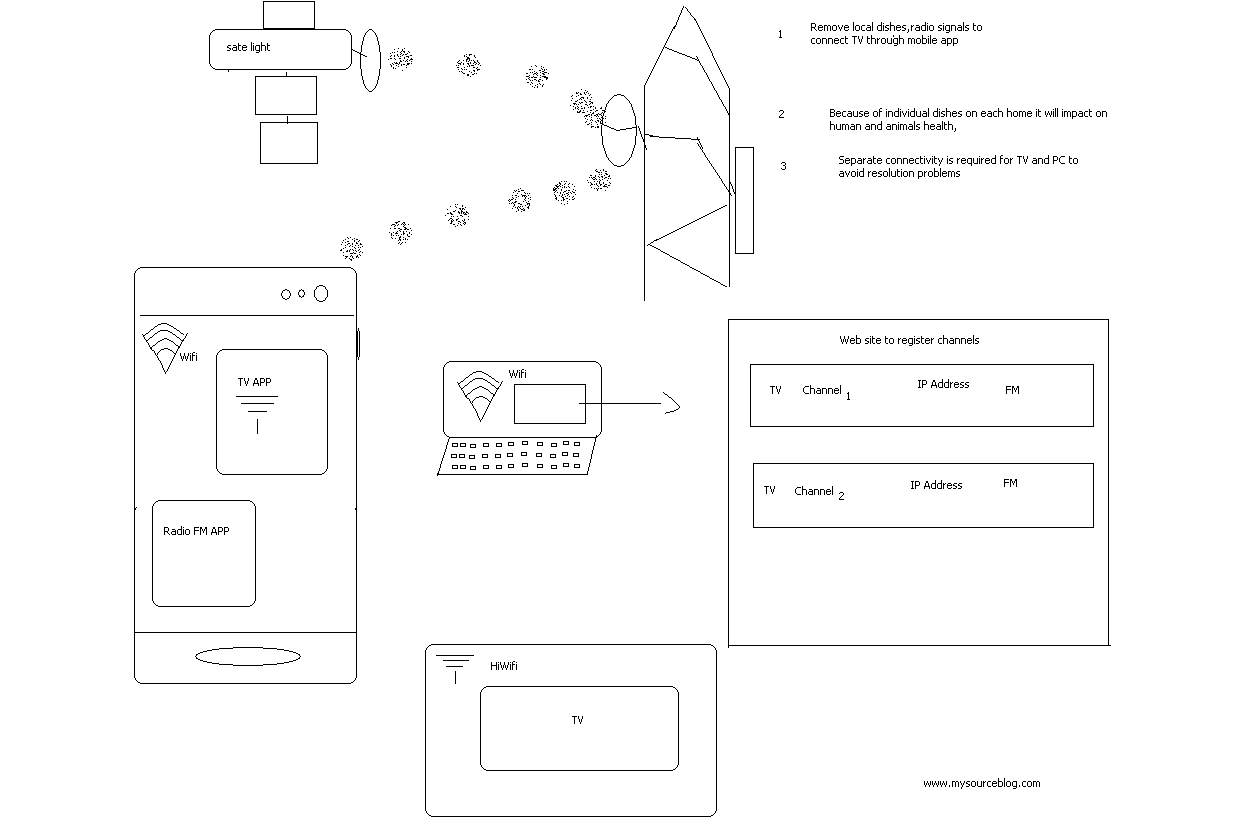 sate light
1 Remove local dishes,radio signals to
connect TV through mobile app
2 Because of individual dishes on each home it will impact on
human and animals health,
3 Separate connectivity is required for TV and PC to
avoid resolution problems
Wifi
TV APP
Radio FM APP
Wifi
Web site to register channels
TV Channel 1 IP Address FM
TV Channel 2 IP Address FM
HiWifi
TV
www.mysourceblog.com